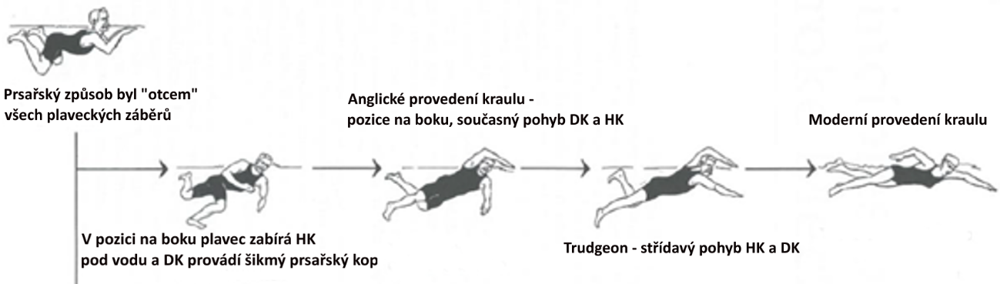 Prsařský způsob byl "otcem"
všech plaveckých záběrů
V pozici na boku plavec zabírá HK
pod vodu a DK provádí šikmý prsařský kop
Anglické provedení kraulu -
pozice na boku, současný pohyb DK a HK
Trudgeon - střídavý pohyb HK a DK
Moderní provedení kraulu